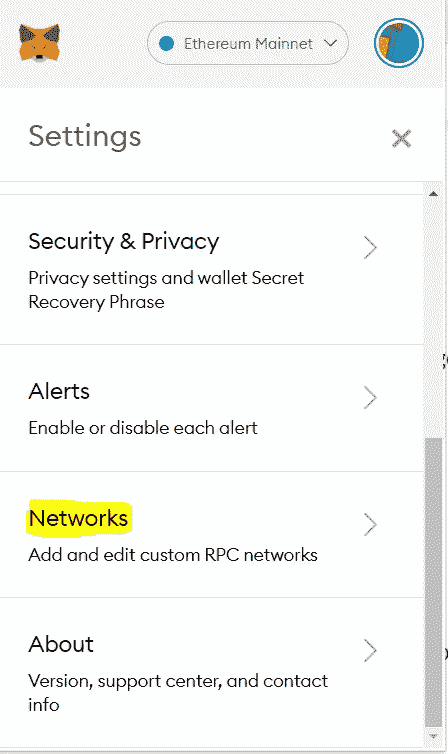 Ethereum Mainnet
Settings
Security & Privacy
Privacy settings and wallet Secret
Recovery Phrase
Alerts
Enable or disable each alert
Networks
Add and edit custom RPC networks
About
Version, support center, and contact
info